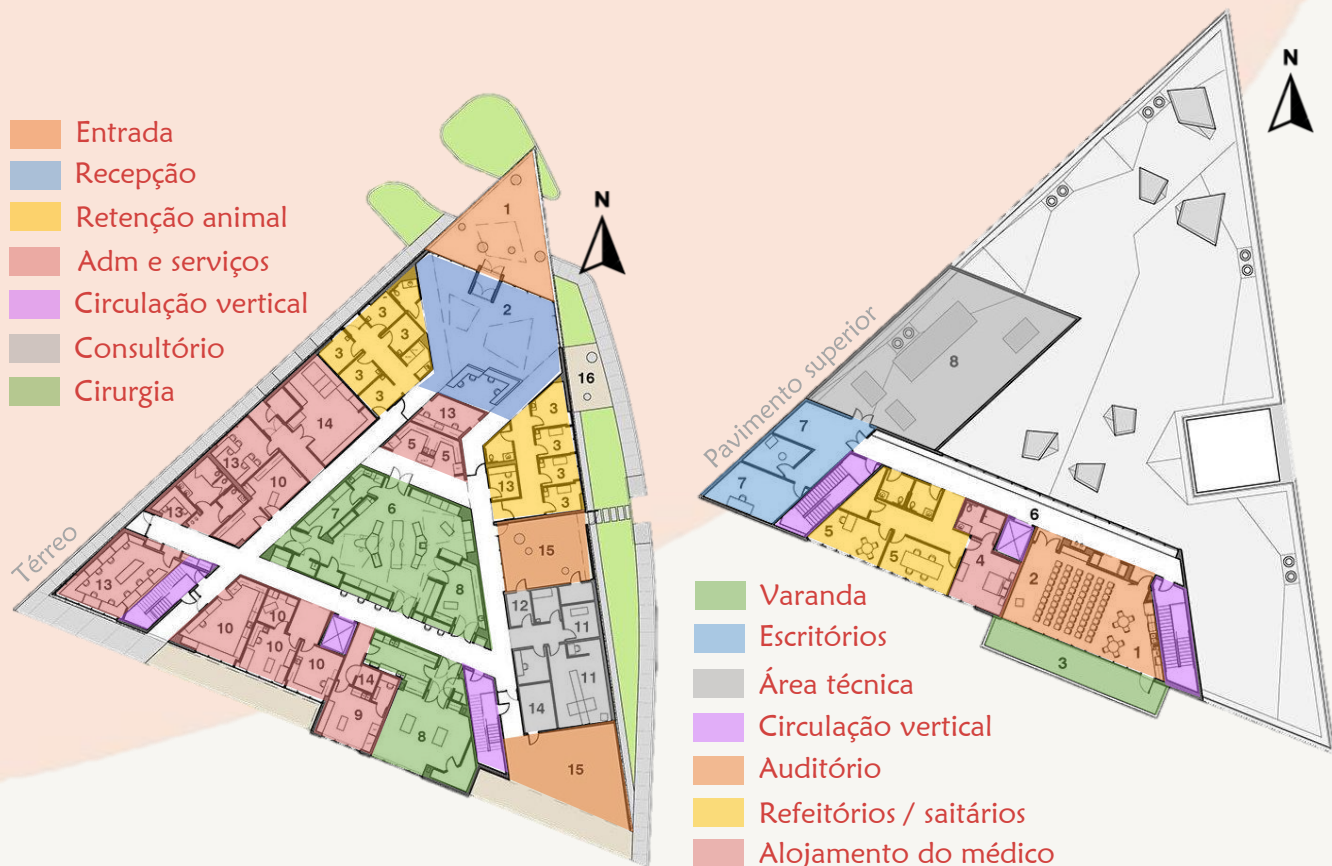 Entrada
Recepção
Retenção animal
Adm e serviços
Circulação vertical
Consultório
Cirurgia
Térreo
N
1
2
3
3
3
3
3
3
16
14
13
5
5
3
3
3
3
13
13
10
13
7
6
8
15
13
10
10
10
10
14
9
8
12
11
11
14
15
Pavimento superior
N
8
7
7
6
5
5
4
2
1
3
Varanda
Escritórios
Área técnica
Circulação vertical
Auditório
Refeitórios / saitários
Alojamento do médico